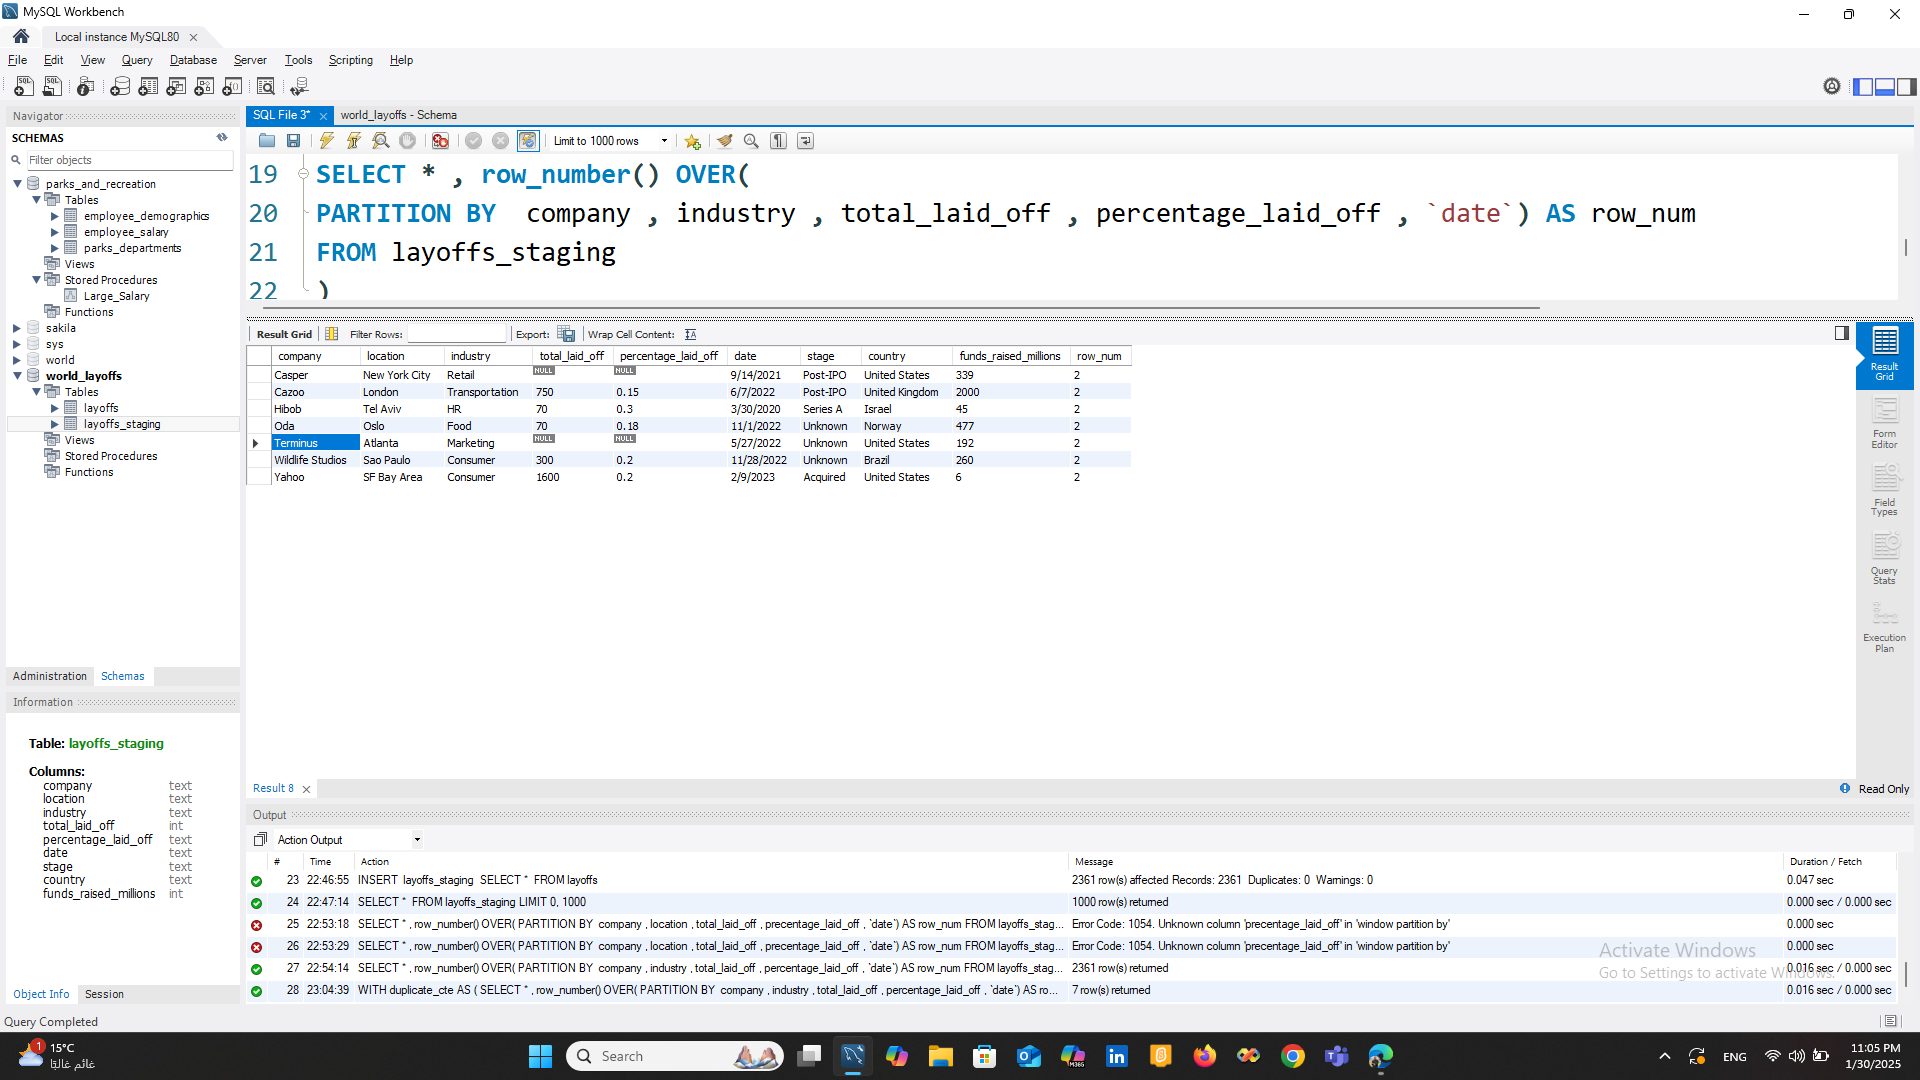 MySQL Workbench
Local instance MySQL80
File Edit View Query Database Server Tools Scripting Help
Navigator
SCHEMAS
Filter objects
parks_and_recreation
Tables
employee_demographics
employee_salary
parks_departments
Views
Stored Procedures
Large_Salary
Functions
sakila
sys
world
world_layoffs
Tables
layoffs
layoffs_staging
Views
Stored Procedures
Functions
Administration Schemas
Information
Table: layoffs_staging
Columns:
company text
location text
industry text
total_laid_off int
percentage_laid_off text
date text
stage text
country text
funds_raised_millions int
Object Info Session
Query Completed
SQL File 3* world_layoffs - Schema
Limit to 1000 rows
19 SELECT * , row_number() OVER(
20 PARTITION BY company , industry , total_laid_off , percentage_laid_off , `date`) AS row_num
21 FROM layoffs_staging
22 )
Result Grid Filter Rows: Export: Wrap Cell Content:
company location industry total_laid_off percentage_laid_off date stage country funds_raised_millions row_num
Casper New York City Retail NULL NULL 9/14/2021 Post-IPO United States 339 2
Cazoo London Transportation 750 0.15 6/7/2022 Post-IPO United Kingdom 2000 2
Hibob Tel Aviv HR 70 0.3 3/30/2020 Series A Israel 45 2
Oda Oslo Food 70 0.18 11/1/2022 Unknown Norway 477 2
Terminus Atlanta Marketing NULL NULL 5/27/2022 Unknown United States 192 2
Wildlife Studios Sao Paulo Consumer 300 0.2 11/28/2022 Unknown Brazil 260 2
Yahoo SF Bay Area Consumer 1600 0.2 2/9/2023 Acquired United States 6 2
Result Grid
Form Editor
Field Types
Query Stats
Execution Plan
Result 8 Read Only
Output
Action Output
# Time Action Message Duration / Fetch
23 22:46:55 INSERT layoffs_staging SELECT * FROM layoffs 2361 row(s) affected Records: 2361 Duplicates: 0 Warnings: 0 0.047 sec
24 22:47:14 SELECT * FROM layoffs_staging LIMIT 0, 1000 1000 row(s) returned 0.000 sec / 0.000 sec
25 22:53:18 SELECT * , row_number() OVER( PARTITION BY company , location , total_laid_off , precentage_laid_off , `date`) AS row_num FROM layoffs_stag... Error Code: 1054. Unknown column 'precentage_laid_off' in 'window partition by' 0.000 sec
26 22:53:29 SELECT * , row_number() OVER( PARTITION BY company , location , total_laid_off , precentage_laid_off , `date`) AS row_num FROM layoffs_stag... Error Code: 1054. Unknown column 'precentage_laid_off' in 'window partition by' 0.000 sec
27 22:54:14 SELECT * , row_number() OVER( PARTITION BY company , industry , total_laid_off , percentage_laid_off , `date`) AS row_num FROM layoffs_stag... 2361 row(s) returned 0.016 sec / 0.000 sec
28 23:04:39 WITH duplicate_cte AS ( SELECT * , row_number() OVER( PARTITION BY company , industry , total_laid_off , percentage_laid_off , `date`) AS ro... 7 row(s) returned 0.016 sec / 0.000 sec
Activate Windows
Go to Settings to activate Windows.
1 15°C
غائم غالبًا
Search
ENG
11:05 PM
1/30/2025